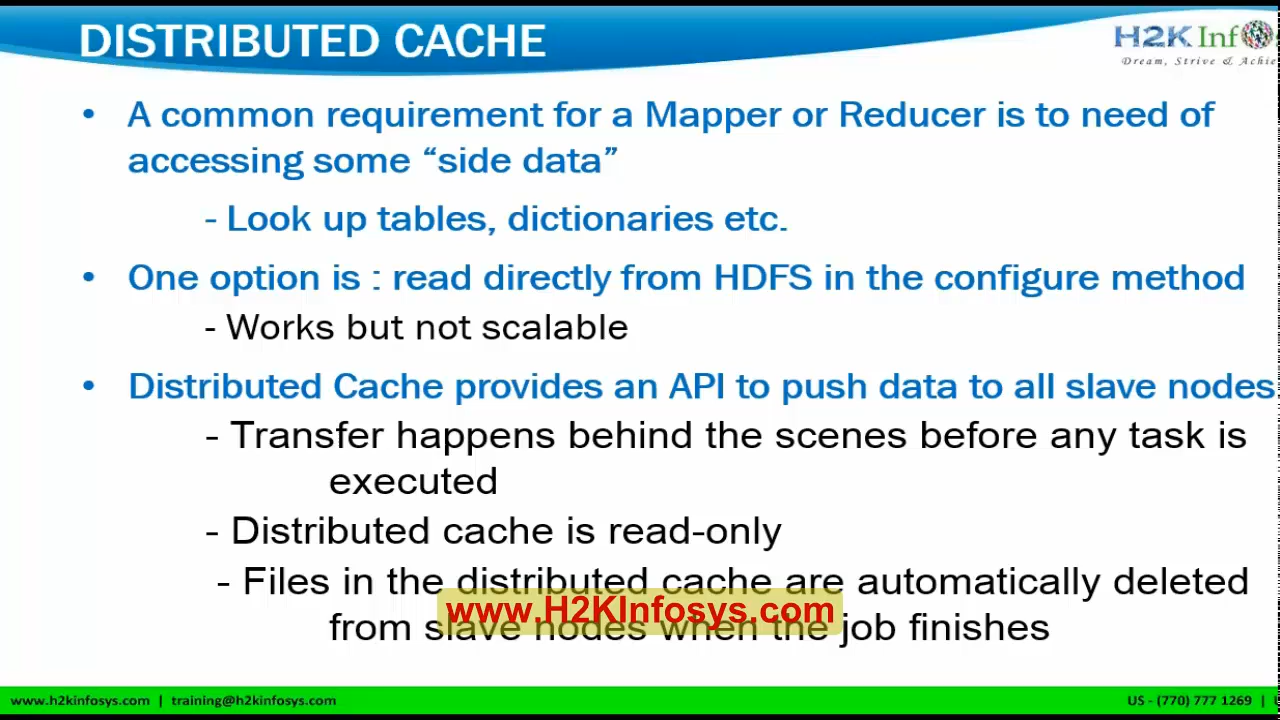 DISTRIBUTED CACHE
H2K Inf
Dream, Strive & Achie
• A common requirement for a Mapper or Reducer is to need of
accessing some “side data”
- Look up tables, dictionaries etc.
• One option is : read directly from HDFS in the configure method
- Works but not scalable
• Distributed Cache provides an API to push data to all slave nodes
- Transfer happens behind the scenes before any task is
executed
- Distributed cache is read-only
- Files in the distributed cache are automatically deleted
www.H2KInfosys.com
from slave nodes when the job finishes
www.h2kinfosys.com | training@h2kinfosys.com
US - (770) 777 1269 |